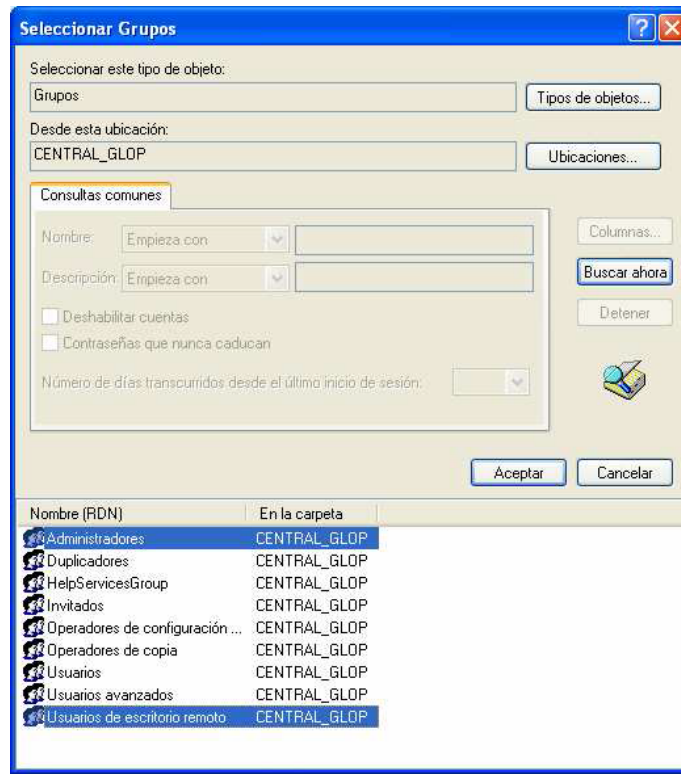 Seleccionar Grupos
Seleccionar este tipo de objeto:
Grupos
Tipos de objetos...
Desde esta ubicación:
CENTRAL_GLOP
Ubicaciones...
Consultas comunes
Nombre: Empieza con
Columnas...
Descripción: Empieza con
Buscar ahora
Deshabilitar cuentas
Detener
Contraseñas que nunca caducan
Número de días transcurridos desde el último inicio de sesión:
Aceptar Cancelar
Nombre (RDN) En la carpeta
Administradores CENTRAL_GLOP
Duplicadores CENTRAL_GLOP
HelpServicesGroup CENTRAL_GLOP
Invitados CENTRAL_GLOP
Operadores de configuración ... CENTRAL_GLOP
Operadores de copia CENTRAL_GLOP
Usuarios CENTRAL_GLOP
Usuarios avanzados CENTRAL_GLOP
Usuarios de escritorio remoto CENTRAL_GLOP